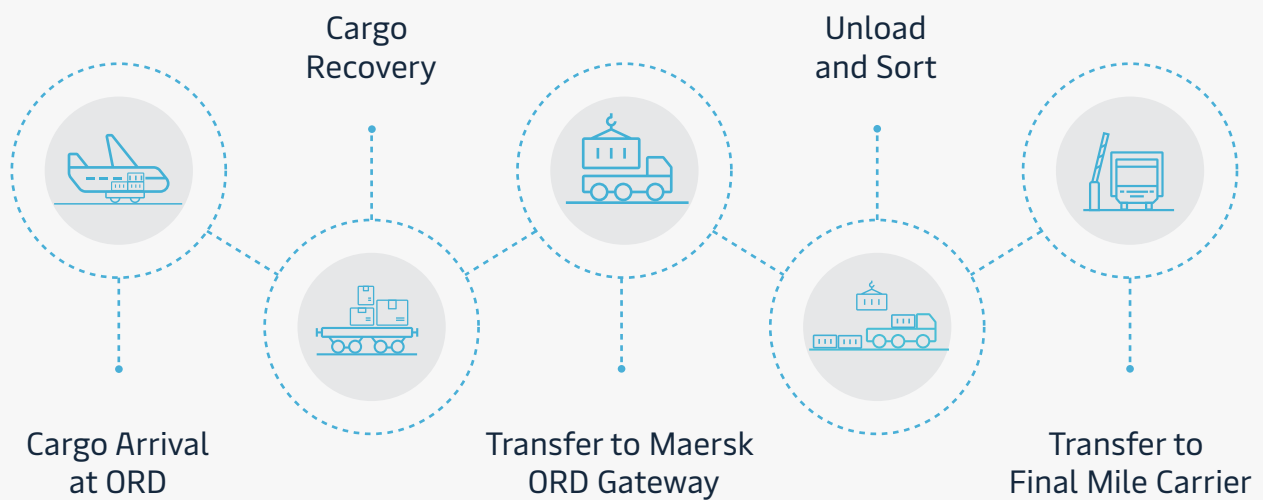 Cargo Arrival
at ORD
Cargo
Recovery
Transfer to Maersk
ORD Gateway
Unload
and Sort
Transfer to
Final Mile Carrier